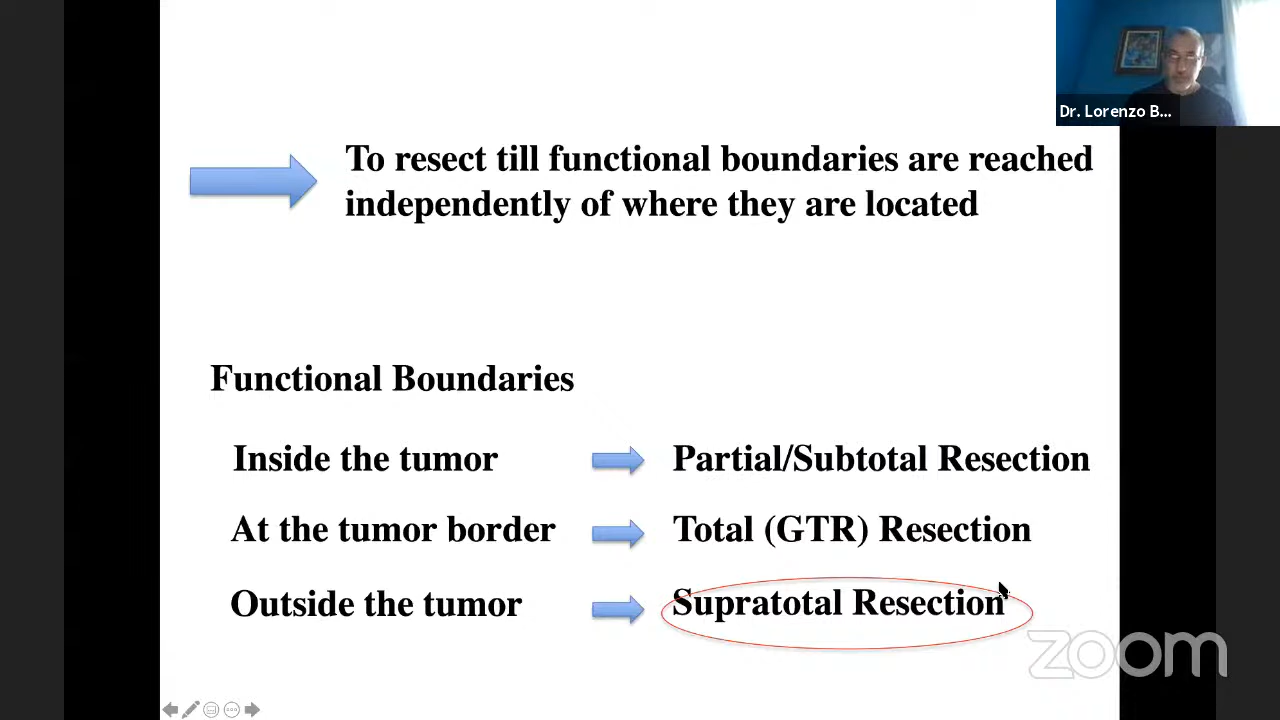 Dr. Lorenzo B...
To resect till functional boundaries are reached
independently of where they are located
Functional Boundaries
Inside the tumor
Partial/Subtotal Resection
At the tumor border
Total (GTR) Resection
Outside the tumor
Supratotal Resection
zoom